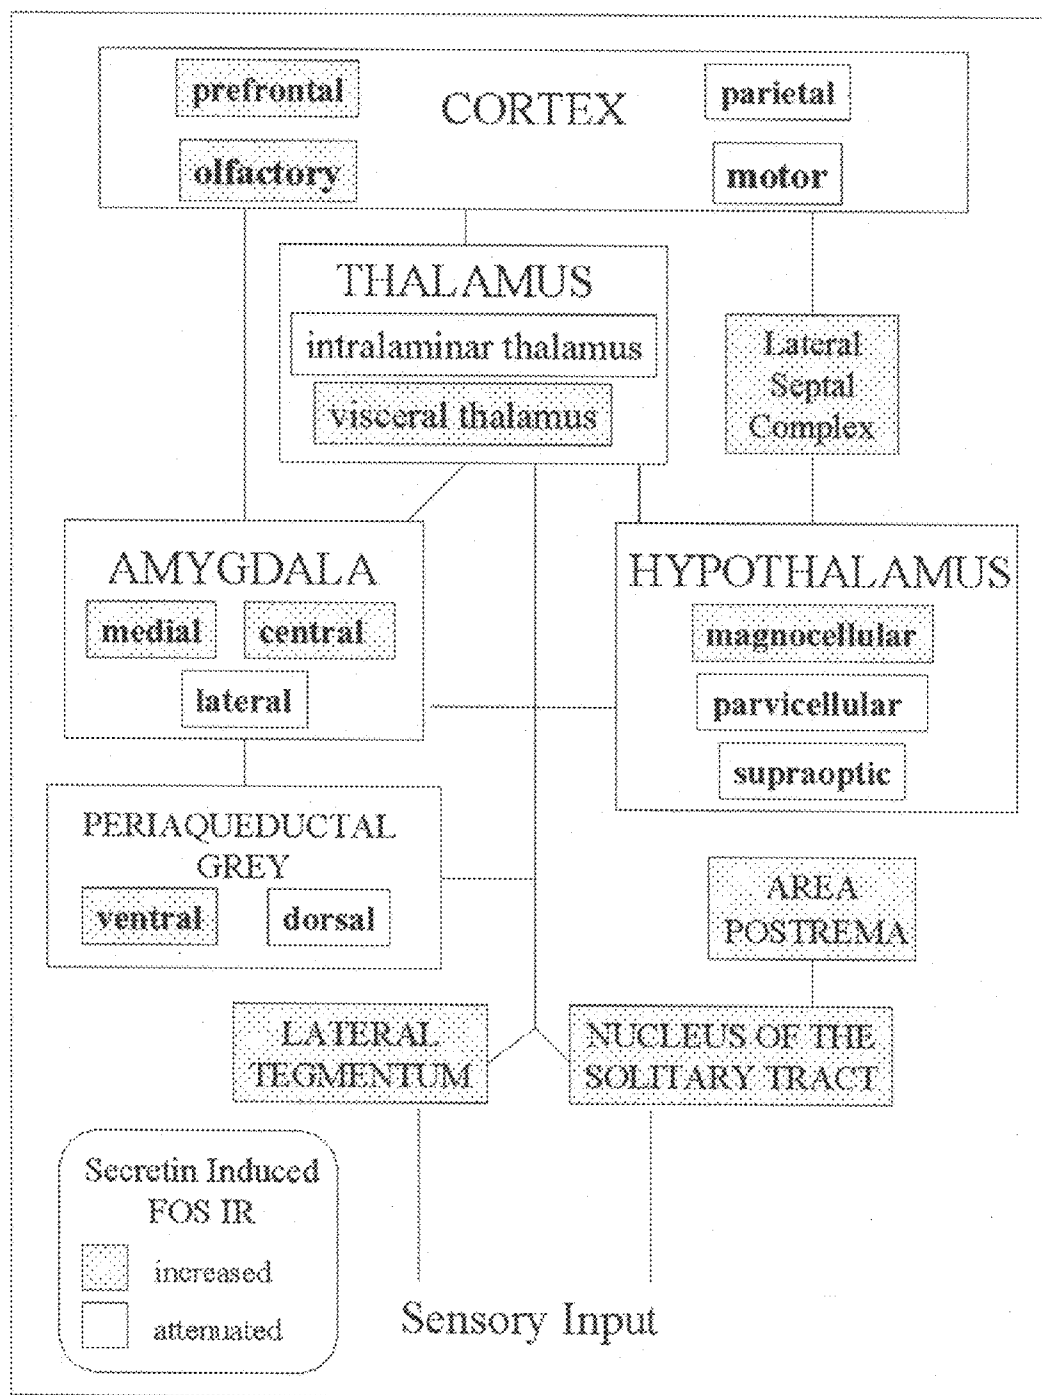 prefrontal
CORTEX
parietal
olfactory
motor
THALAMUS
intralaminar thalamus
visceral thalamus
Lateral
Septal
Complex
AMYGDALA
medial
central
lateral
HYPOTHALAMUS
magnocellular
parvicellular
supraoptic
PERIAQUEDUCTAL
GREY
ventral
dorsal
AREA
POSTREMA
LATERAL
TEGMENTUM
NUCLEUS OF THE
SOLITARY TRACT
Secretin Induced
FOS IR
increased
attenuated
Sensory Input